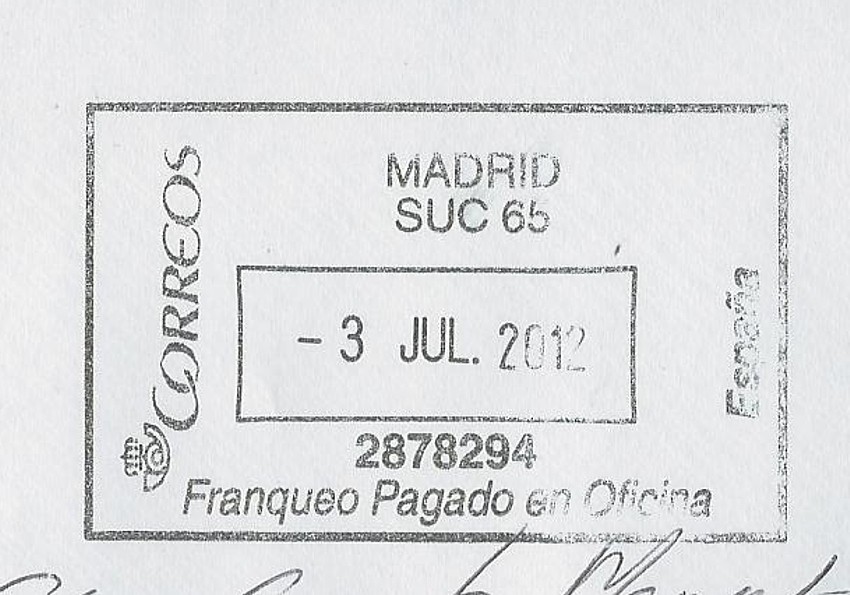 CORREOS
MADRID
SUC 65
- 3 JUL. 2012
España
2878294
Franqueo Pagado en Oficina